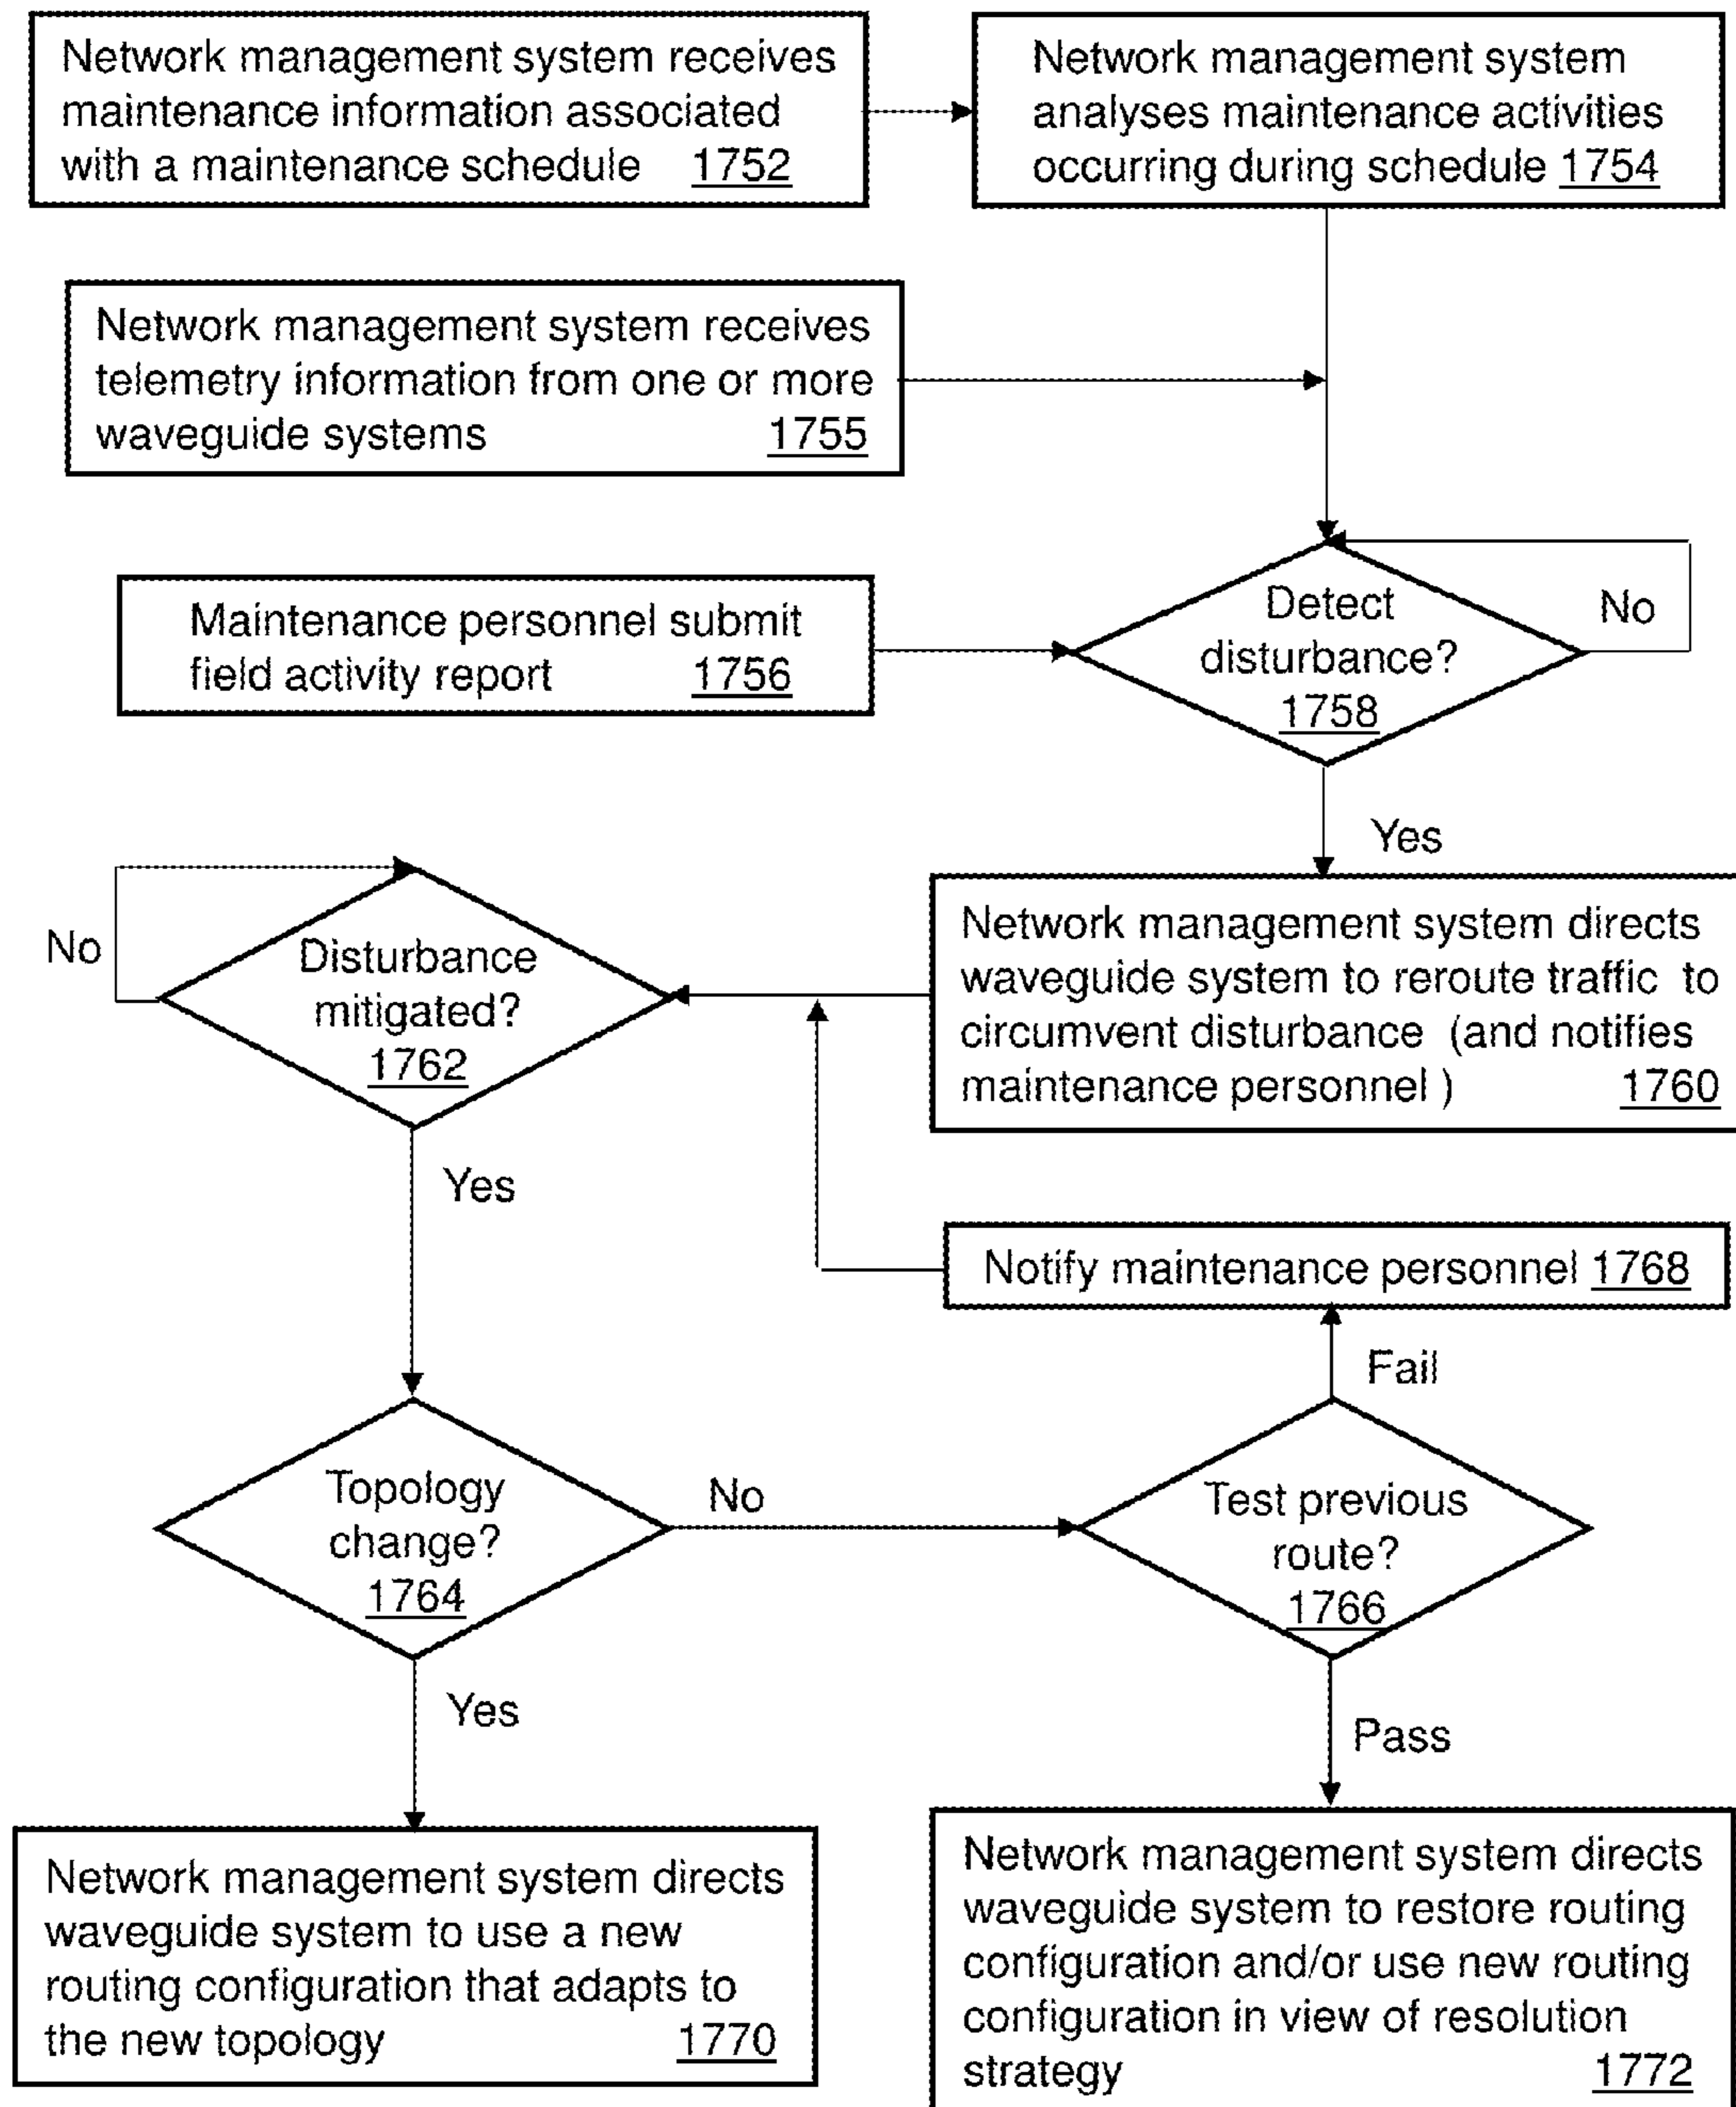 Network management system receives
maintenance information associated
with a maintenance schedule 1752
Network management system
analyses maintenance activities
occurring during schedule 1754
Network management system receives
telemetry information from one or more
waveguide systems 1755
Maintenance personnel submit
field activity report 1756
Detect
disturbance?
1758
No
Yes
Network management system directs
waveguide system to reroute traffic to
circumvent disturbance (and notifies
maintenance personnel ) 1760
No
Disturbance
mitigated?
1762
Yes
Notify maintenance personnel 1768
Fail
Topology
change?
1764
No
Test previous
route?
1766
Yes
Pass
Network management system directs
waveguide system to use a new
routing configuration that adapts to
the new topology 1770
Network management system directs
waveguide system to restore routing
configuration and/or use new routing
configuration in view of resolution
strategy 1772